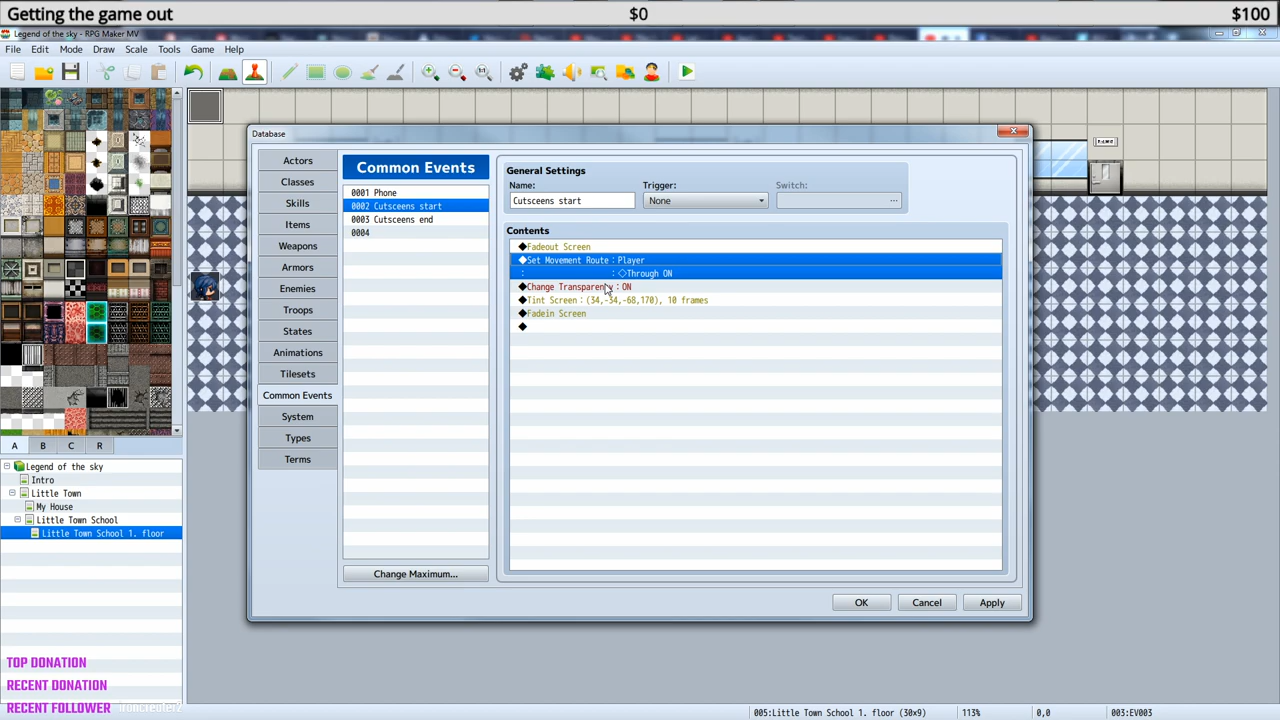 Getting the game out $0 $100
Legend of the sky - RPG Maker MV
File Edit Mode Draw Scale Tools Game Help
Database
Actors
Classes
Skills
Items
Weapons
Armors
Enemies
Troops
States
Animations
Tilesets
Common Events
System
Types
Terms
Common Events
0001 Phone
0002 Cutsceens start
0003 Cutsceens end
0004
Change Maximum...
General Settings
Name: Trigger: Switch:
Cutsceens start None ...
Contents
◆Fadeout Screen
◆Set Movement Route：Player
：　　　　　　　：◇Through ON
◆Change Transparency：ON
◆Tint Screen：(34,-34,-68,170), 10 frames
◆Fadein Screen
◆
OK Cancel Apply
A B C R
Legend of the sky
Intro
Little Town
My House
Little Town School
Little Town School 1. floor
TOP DONATION
RECENT DONATION
RECENT FOLLOWER ironcreeter2
005:Little Town School 1. floor (30x9) 113% 0,0 003:EV003